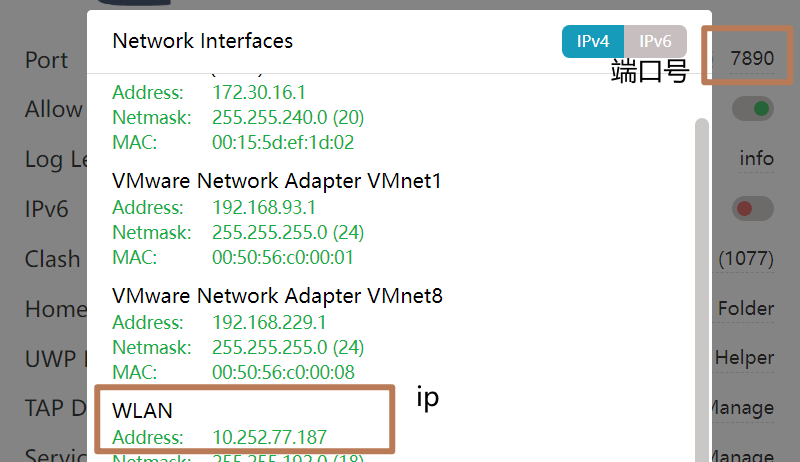 Network Interfaces
IPv4
IPv6
端口号
Port
7890
Address: 172.30.16.1
Allow
Netmask: 255.255.240.0 (20)
MAC: 00:15:5d:ef:1d:02
Log Le
info
VMware Network Adapter VMnet1
IPv6
Address: 192.168.93.1
Netmask: 255.255.255.0 (24)
MAC: 00:50:56:c0:00:01
Clash
(1077)
VMware Network Adapter VMnet8
Home
Folder
Address: 192.168.229.1
Netmask: 255.255.255.0 (24)
UWP
Helper
MAC: 00:50:56:c0:00:08
ip
WLAN
TAP D
Manage
Address: 10.252.77.187
Service
Manage
Netmask: 255.255.192.0 (18)